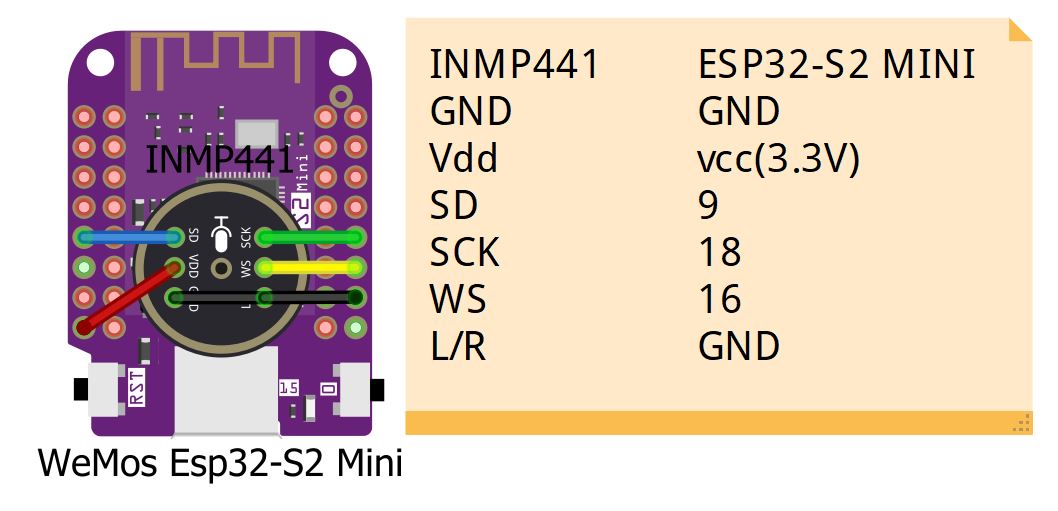 INMP441
Mini
S2
SD
SCK
VDD
WS
L
RST
15
0
WeMos Esp32-S2 Mini
INMP441 ESP32-S2 MINI
GND GND
Vdd vcc(3.3V)
SD 9
SCK 18
WS 16
L/R GND